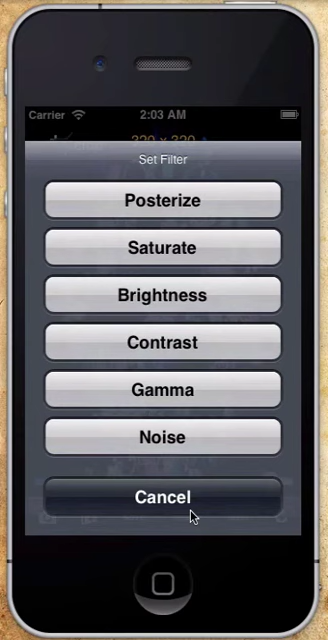 Carrier 2:03 AM
Set Filter
Posterize
Saturate
Brightness
Contrast
Gamma
Noise
Cancel